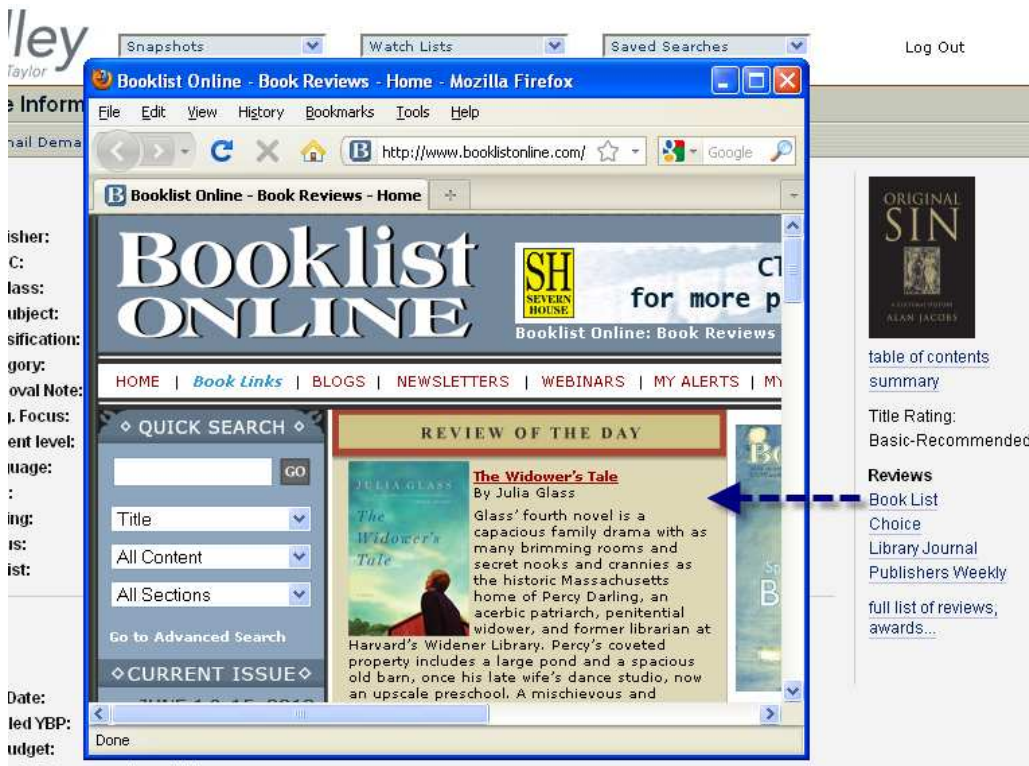 lley
Taylor
Snapshots
Watch Lists
Saved Searches
Log Out
e Inform
nail Dema
isher:
C:
lass:
ubject:
sification:
gory:
oval Note:
. Focus:
ent level:
uage:
:
ing:
us:
ist:
Date:
led YBP:
udget:
Booklist Online - Book Reviews - Home - Mozilla Firefox
File Edit View History Bookmarks Tools Help
B http://www.booklistonline.com/ Google
B Booklist Online - Book Reviews - Home
Booklist
ONLINE
SH
SEVERN
HOUSE
for more p
Booklist Online: Book Reviews
HOME | Book Links | BLOGS | NEWSLETTERS | WEBINARS | MY ALERTS | MY
QUICK SEARCH
GO
Title
All Content
All Sections
Go to Advanced Search
CURRENT ISSUE
REVIEW OF THE DAY
JULIA GLASS
The
Widower's
Tale
The Widower's Tale
By Julia Glass
Glass' fourth novel is a
capacious family drama with as
many brimming rooms and
secret nooks and crannies as
the historic Massachusetts
home of Percy Darling, an
acerbic patriarch, penitential
widower, and former librarian at
Harvard's Widener Library. Percy's coveted
property includes a large pond and a spacious
old barn, once his late wife's dance studio, now
an upscale preschool. A mischievous and
Done
ORIGINAL
SIN
A CULTURAL HISTORY
ALAN JACOBS
table of contents
summary
Title Rating:
Basic-Recommended
Reviews
Book List
Choice
Library Journal
Publishers Weekly
full list of reviews,
awards...